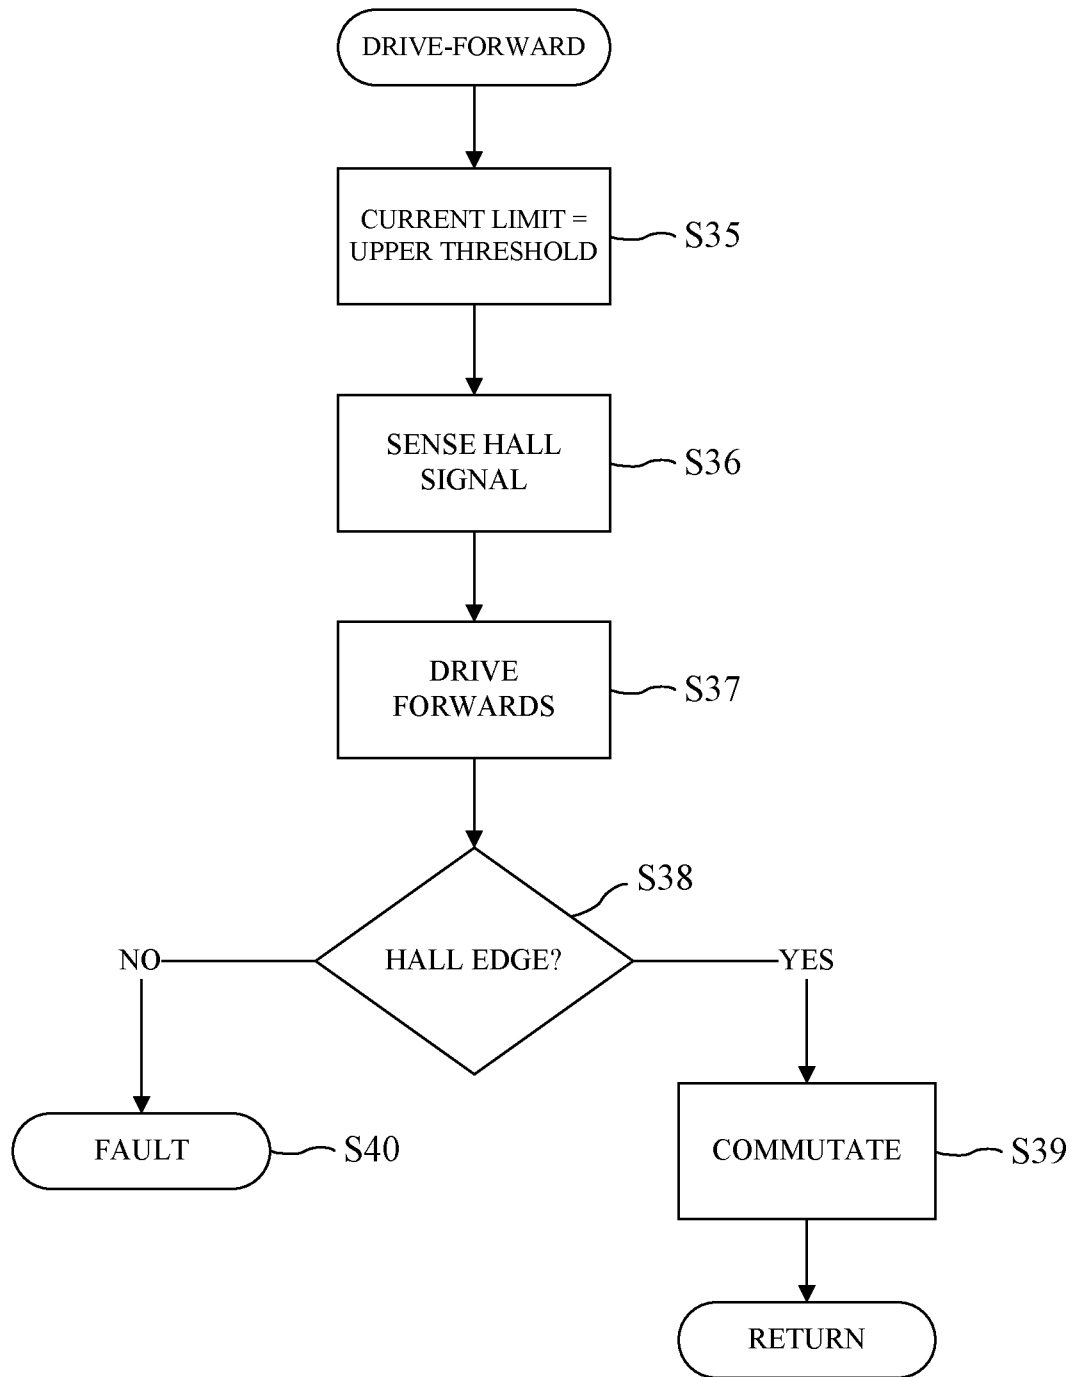 DRIVE-FORWARD
CURRENT LIMIT =
UPPER THRESHOLD
S35
SENSE HALL
SIGNAL
S36
DRIVE
FORWARDS
S37
S38
HALL EDGE?
NO
YES
FAULT
S40
COMMUTATE
S39
RETURN